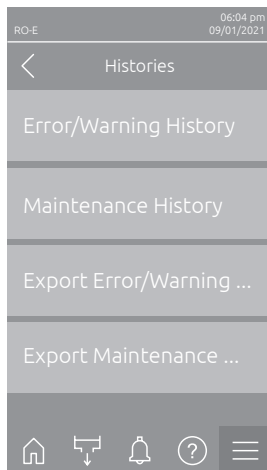 06:04 pm
RO-E 09/01/2021
Histories
Error/Warning History
Maintenance History
Export Error/Warning ...
Export Maintenance ...
?